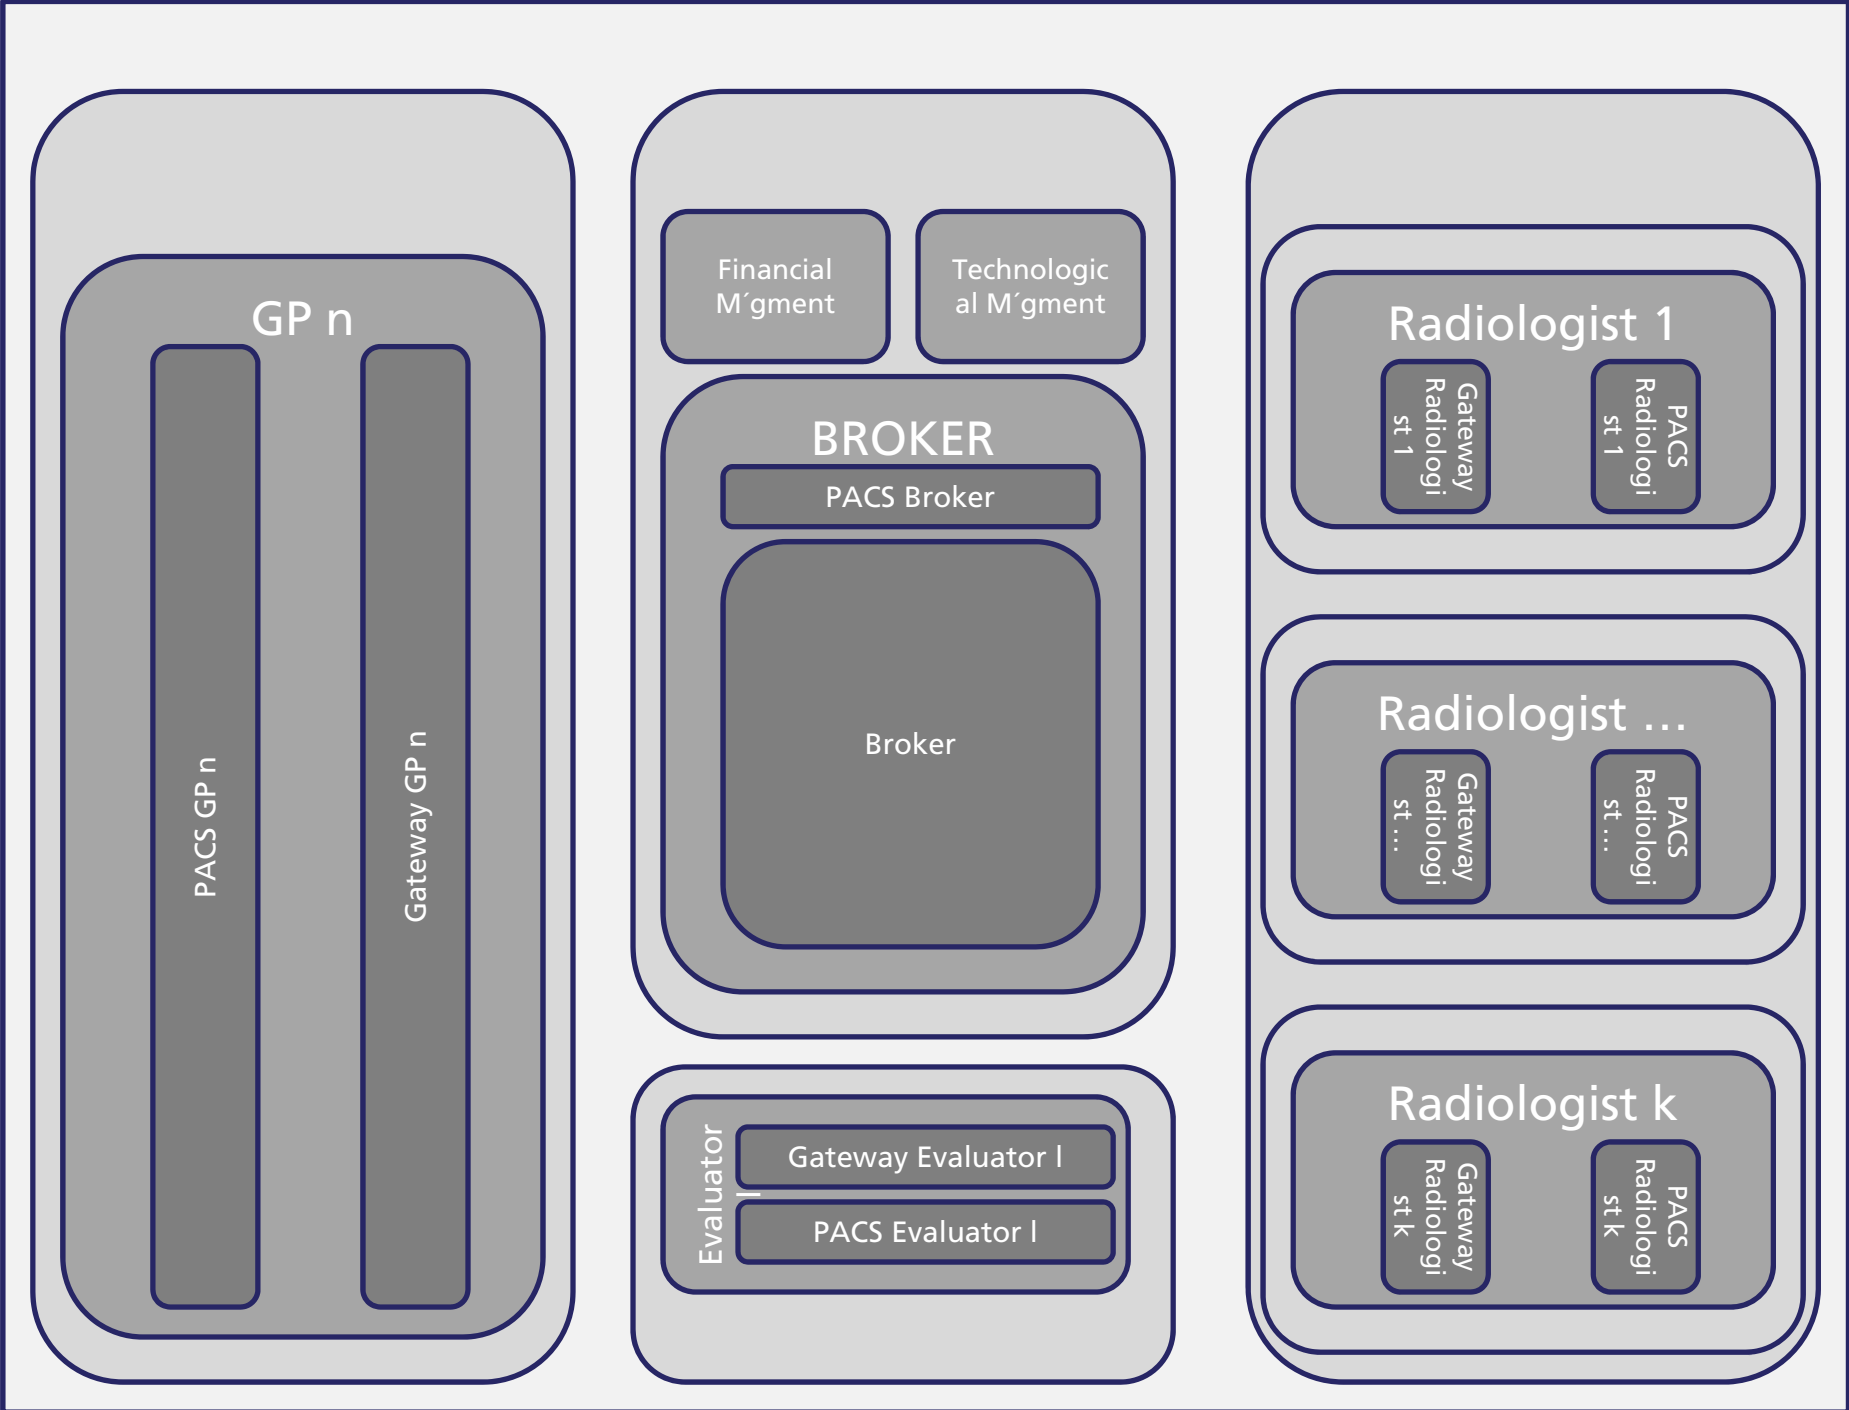 GP n
PACS GP n
Gateway GP n
Financial
M´gment
Technologic
al M´gment
BROKER
PACS Broker
Broker
Evaluator
l
Gateway Evaluator l
PACS Evaluator l
Radiologist 1
Gateway
Radiologi
st 1
PACS
Radiologi
st 1
Radiologist …
Gateway
Radiologi
st …
PACS
Radiologi
st …
Radiologist k
Gateway
Radiologi
st k
PACS
Radiologi
st k